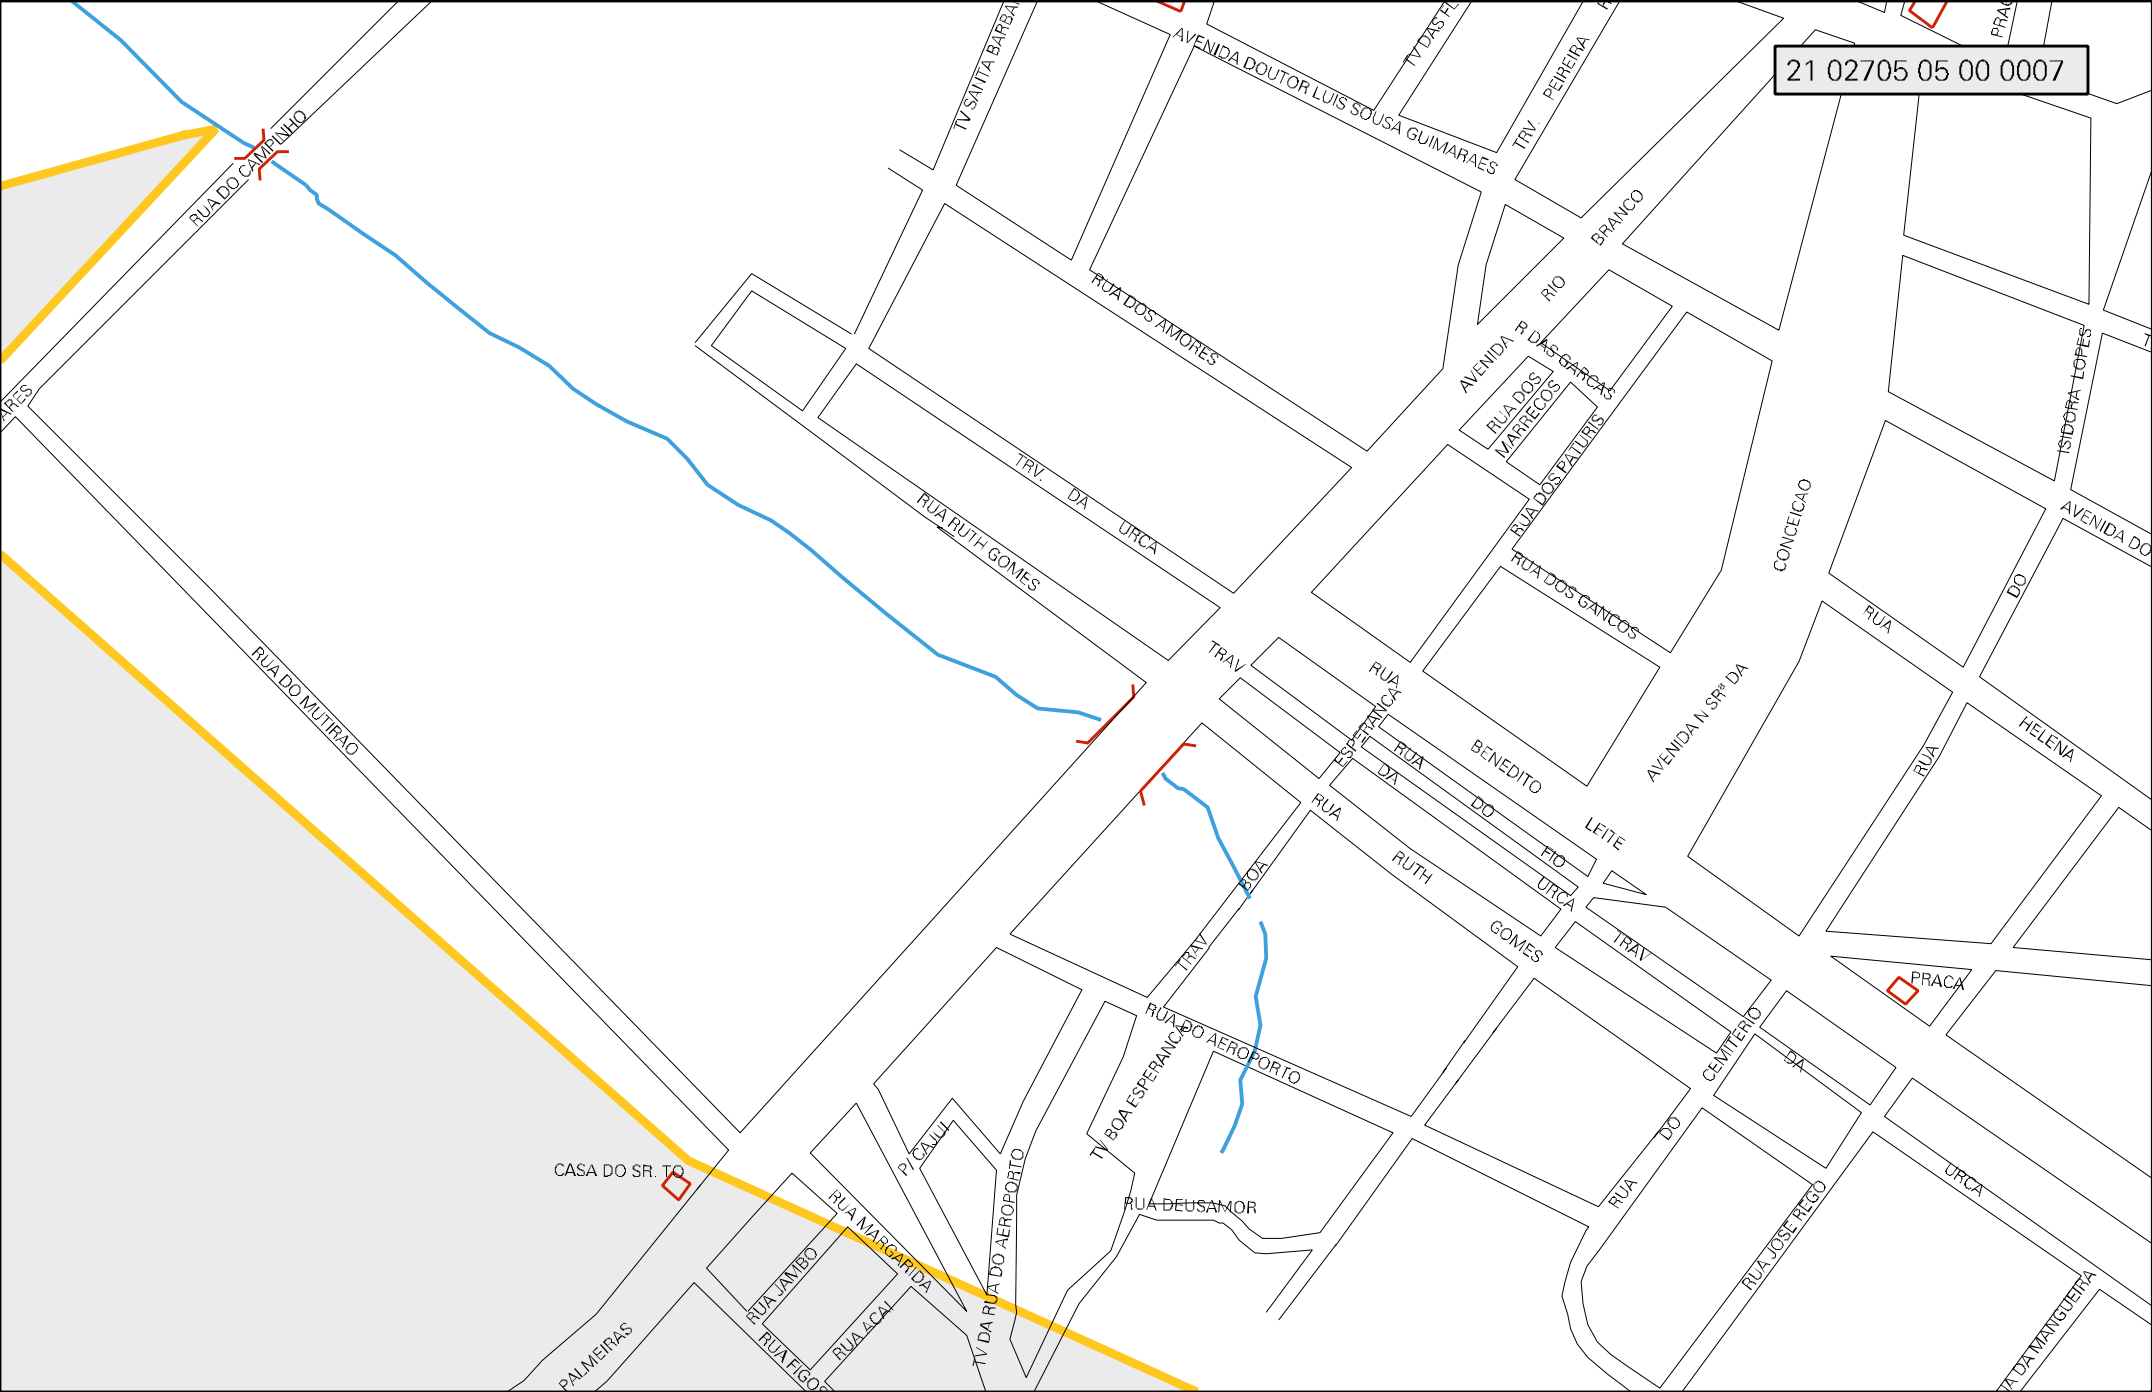 21 02705 05 00 0007
TV SANTA BARBA
AVENIDA DOUTOR LUIS SOUSA GUIMARAES
TV DAS FL
TRV. PEIREIRA
PRAC
RUA DO CAMPINHO
ARES
RUA DOS AMORES
AVENIDA RIO BRANCO
R DAS GARCAS
RUA DOS MARRECOS
RUA DOS PATURIS
ISIDORA LOPES
AVENIDA DO
TRV. DA URCA
RUA RUTH GOMES
RUA DOS GANCOS
AVENIDA N SRª DA CONCEICAO
RUA HELENA
RUA DO
RUA DO MUTIRAO
TRAV DA URCA
RUA BENEDITO LEITE
RUA DO FIO
TRAV BOA ESPERANCA
RUA RUTH GOMES
TRAV DA URCA
PRACA
RUA DO CEMITERIO
RUA DO AEROPORTO
TV BOA ESPERANCA
P/ CAJUI
CASA DO SR. TO
RUA DEUSAMOR
RUA MARGARIDA
TV DA RUA DO AEROPORTO
RUA JAMBO
RUA ACAI
RUA FIGOS
PALMEIRAS
RUA JOSE REGO
UA DA MANGUEIRA